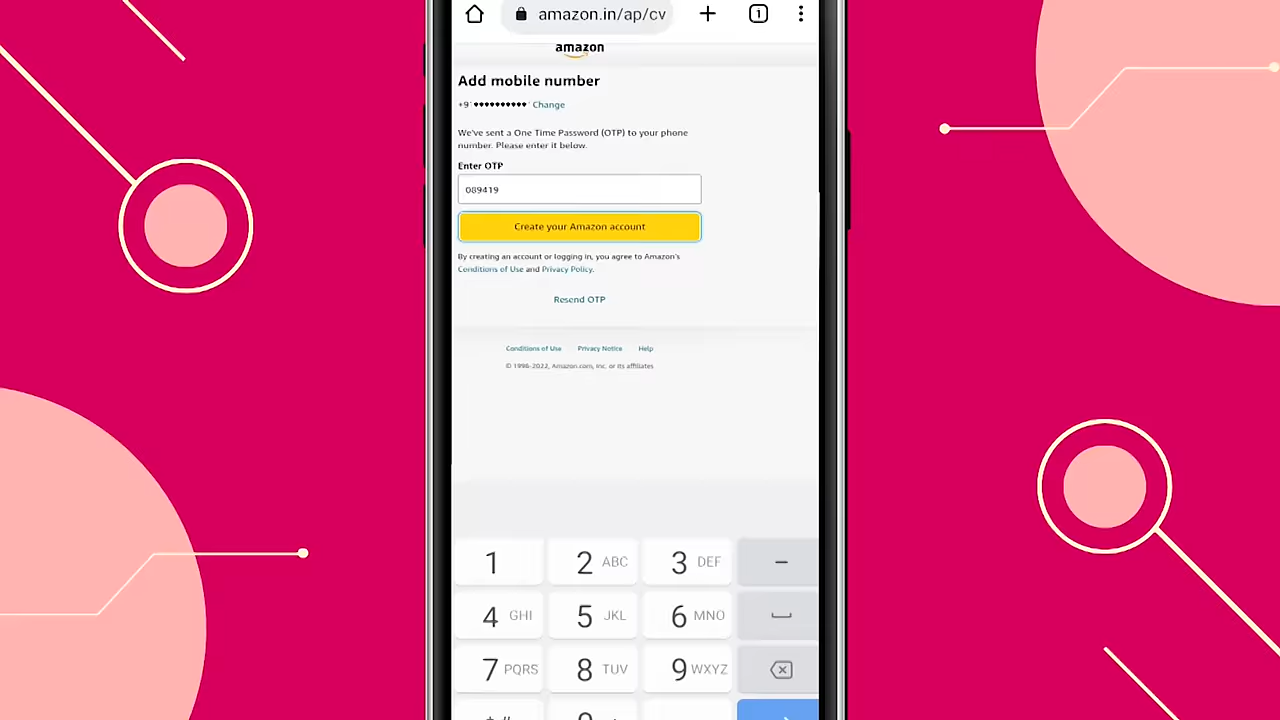 amazon.in/ap/cv
1
amazon
Add mobile number
+91 •••••••••• Change
We've sent a One Time Password (OTP) to your phone
number. Please enter it below.
Enter OTP
089419
Create your Amazon account
By creating an account or logging in, you agree to Amazon's
Conditions of Use and Privacy Policy.
Resend OTP
Conditions of Use Privacy Notice Help
© 1996-2022, Amazon.com, Inc. or its affiliates
1 2 ABC 3 DEF −
4 GHI 5 JKL 6 MNO
7 PQRS 8 TUV 9 WXYZ